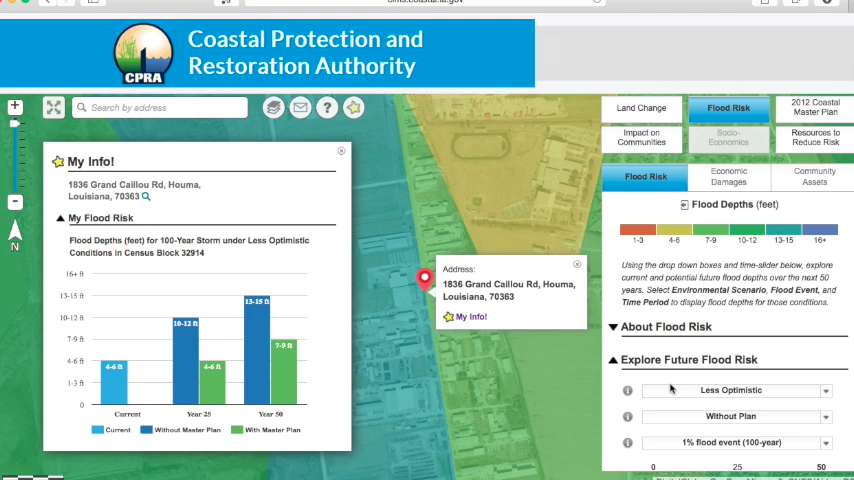 cims.coastal.la.gov
Coastal Protection and
Restoration Authority
CPRA
Search by address
?
+
-
N
My Info!
1836 Grand Caillou Rd, Houma,
Louisiana, 70363
My Flood Risk
Flood Depths (feet) for 100-Year Storm under Less Optimistic
Conditions in Census Block 32914
16+ ft
13-15 ft
10-12 ft
7-9 ft
4-6 ft
1-3 ft
0
4-6 ft
10-12 ft
4-6 ft
13-15 ft
7-9 ft
Current
Year 25
Year 50
Current
Without Master Plan
With Master Plan
Address:
1836 Grand Caillou Rd, Houma,
Louisiana, 70363
My Info!
Land Change
Flood Risk
2012 Coastal
Master Plan
Impact on
Communities
Socio-
Economics
Resources to
Reduce Risk
Flood Risk
Economic
Damages
Community
Assets
Flood Depths (feet)
1-3
4-6
7-9
10-12
13-15
16+
Using the drop down boxes and time-slider below, explore
current and potential future flood depths over the next 50
years. Select Environmental Scenario, Flood Event, and
Time Period to display flood depths for those conditions.
About Flood Risk
Explore Future Flood Risk
Less Optimistic
Without Plan
1% flood event (100-year)
0
25
50